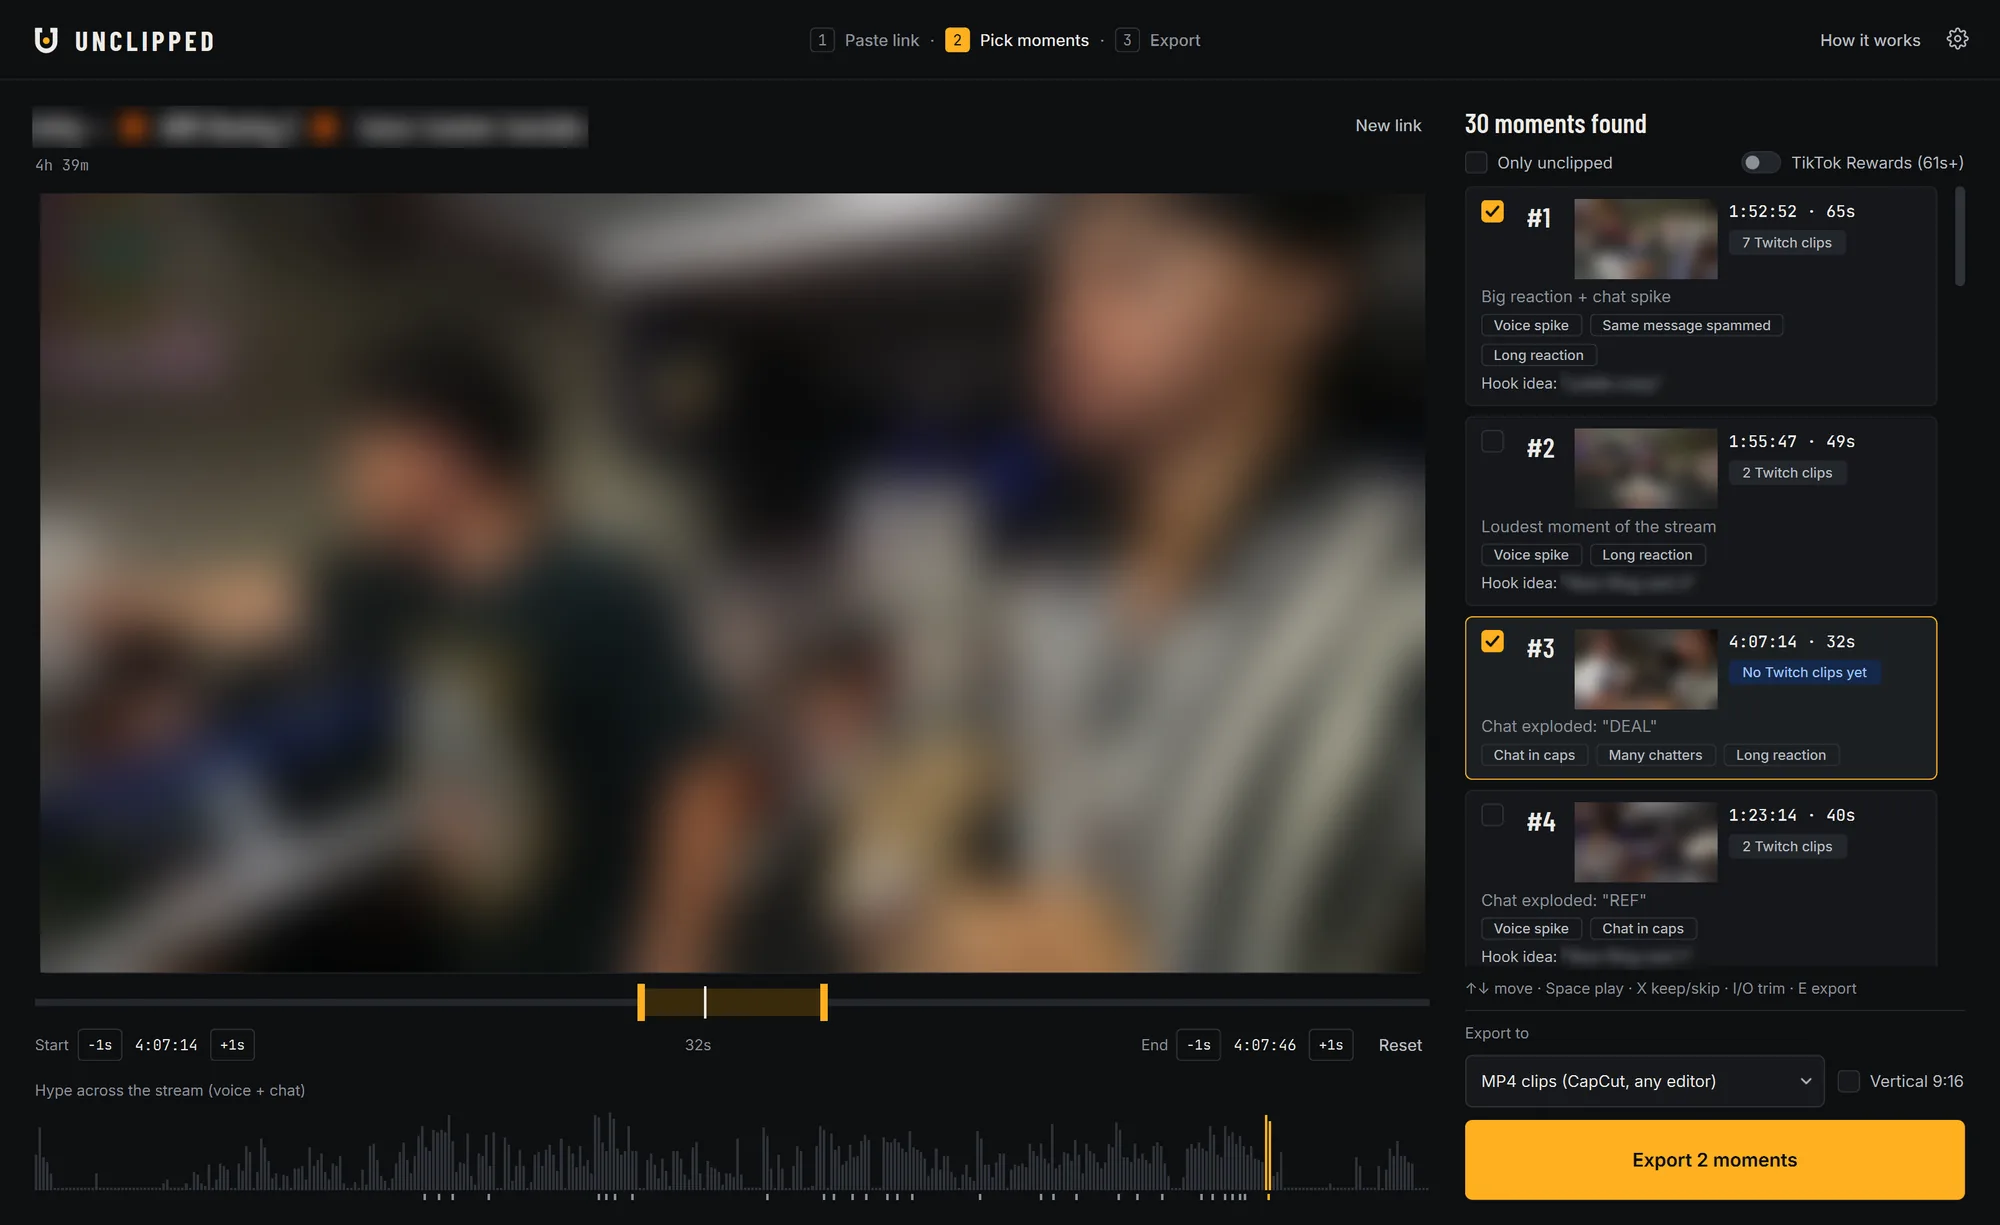 UNCLIPPED
1 Paste link · 2 Pick moments · 3 Export
How it works
New link
4h 39m
30 moments found
Only unclipped
TikTok Rewards (61s+)
#1
1:52:52 · 65s
7 Twitch clips
Big reaction + chat spike
Voice spike
Same message spammed
Long reaction
Hook idea:
#2
1:55:47 · 49s
2 Twitch clips
Loudest moment of the stream
Voice spike
Long reaction
Hook idea:
#3
4:07:14 · 32s
No Twitch clips yet
Chat exploded: "DEAL"
Chat in caps
Many chatters
Long reaction
#4
1:23:14 · 40s
2 Twitch clips
Chat exploded: "REF"
Voice spike
Chat in caps
Hook idea:
↑↓ move · Space play · X keep/skip · I/O trim · E export
Start -1s 4:07:14 +1s
32s
End -1s 4:07:46 +1s Reset
Hype across the stream (voice + chat)
Export to
MP4 clips (CapCut, any editor)
Vertical 9:16
Export 2 moments